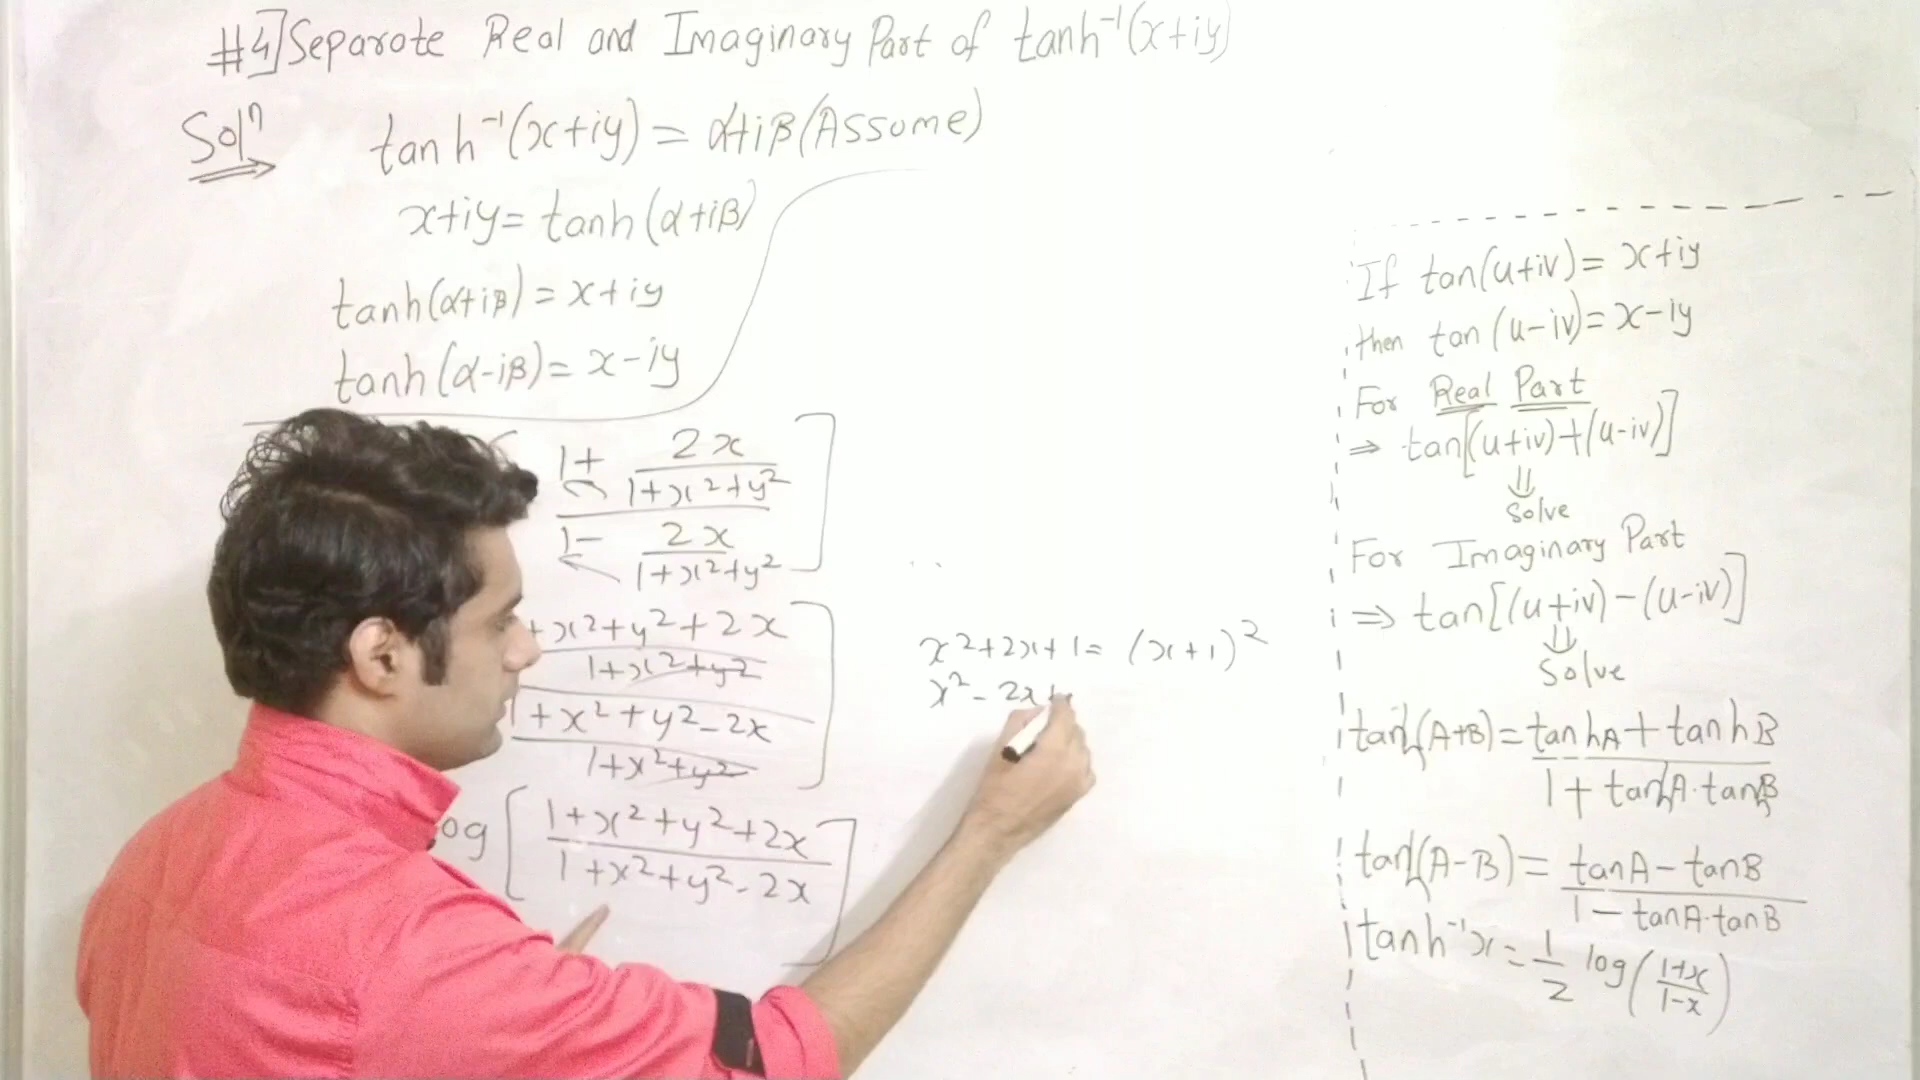 #4] Separate Real and Imaginary Part of tanh⁻¹(x+iy)
Solⁿ tanh⁻¹(x+iy) = α+iβ (Assume)
x+iy = tanh(α+iβ)
tanh(α+iβ) = x+iy
tanh(α-iβ) = x-iy
1+ 2x / 1+x²+y²
1- 2x / 1+x²+y²
+x²+y²+2x
1+x²+y²
1+x²+y²-2x
1+x²+y²
og [ 1+x²+y²+2x / 1+x²+y²-2x ]
x²+2x+1 = (x+1)²
x²-2x+
If tan(u+iv) = x+iy
then tan(u-iv) = x-iy
For Real Part
⇒ tan[(u+iv)+(u-iv)]
⇓
Solve
For Imaginary Part
⇒ tan[(u+iv)-(u-iv)]
⇓
Solve
tanh(A+B) = tanhA + tanhB / 1 + tanhA.tanhB
tanh(A-B) = tanA - tanB / 1 - tanA.tanB
tanh⁻¹x = 1/2 log(1+x / 1-x)